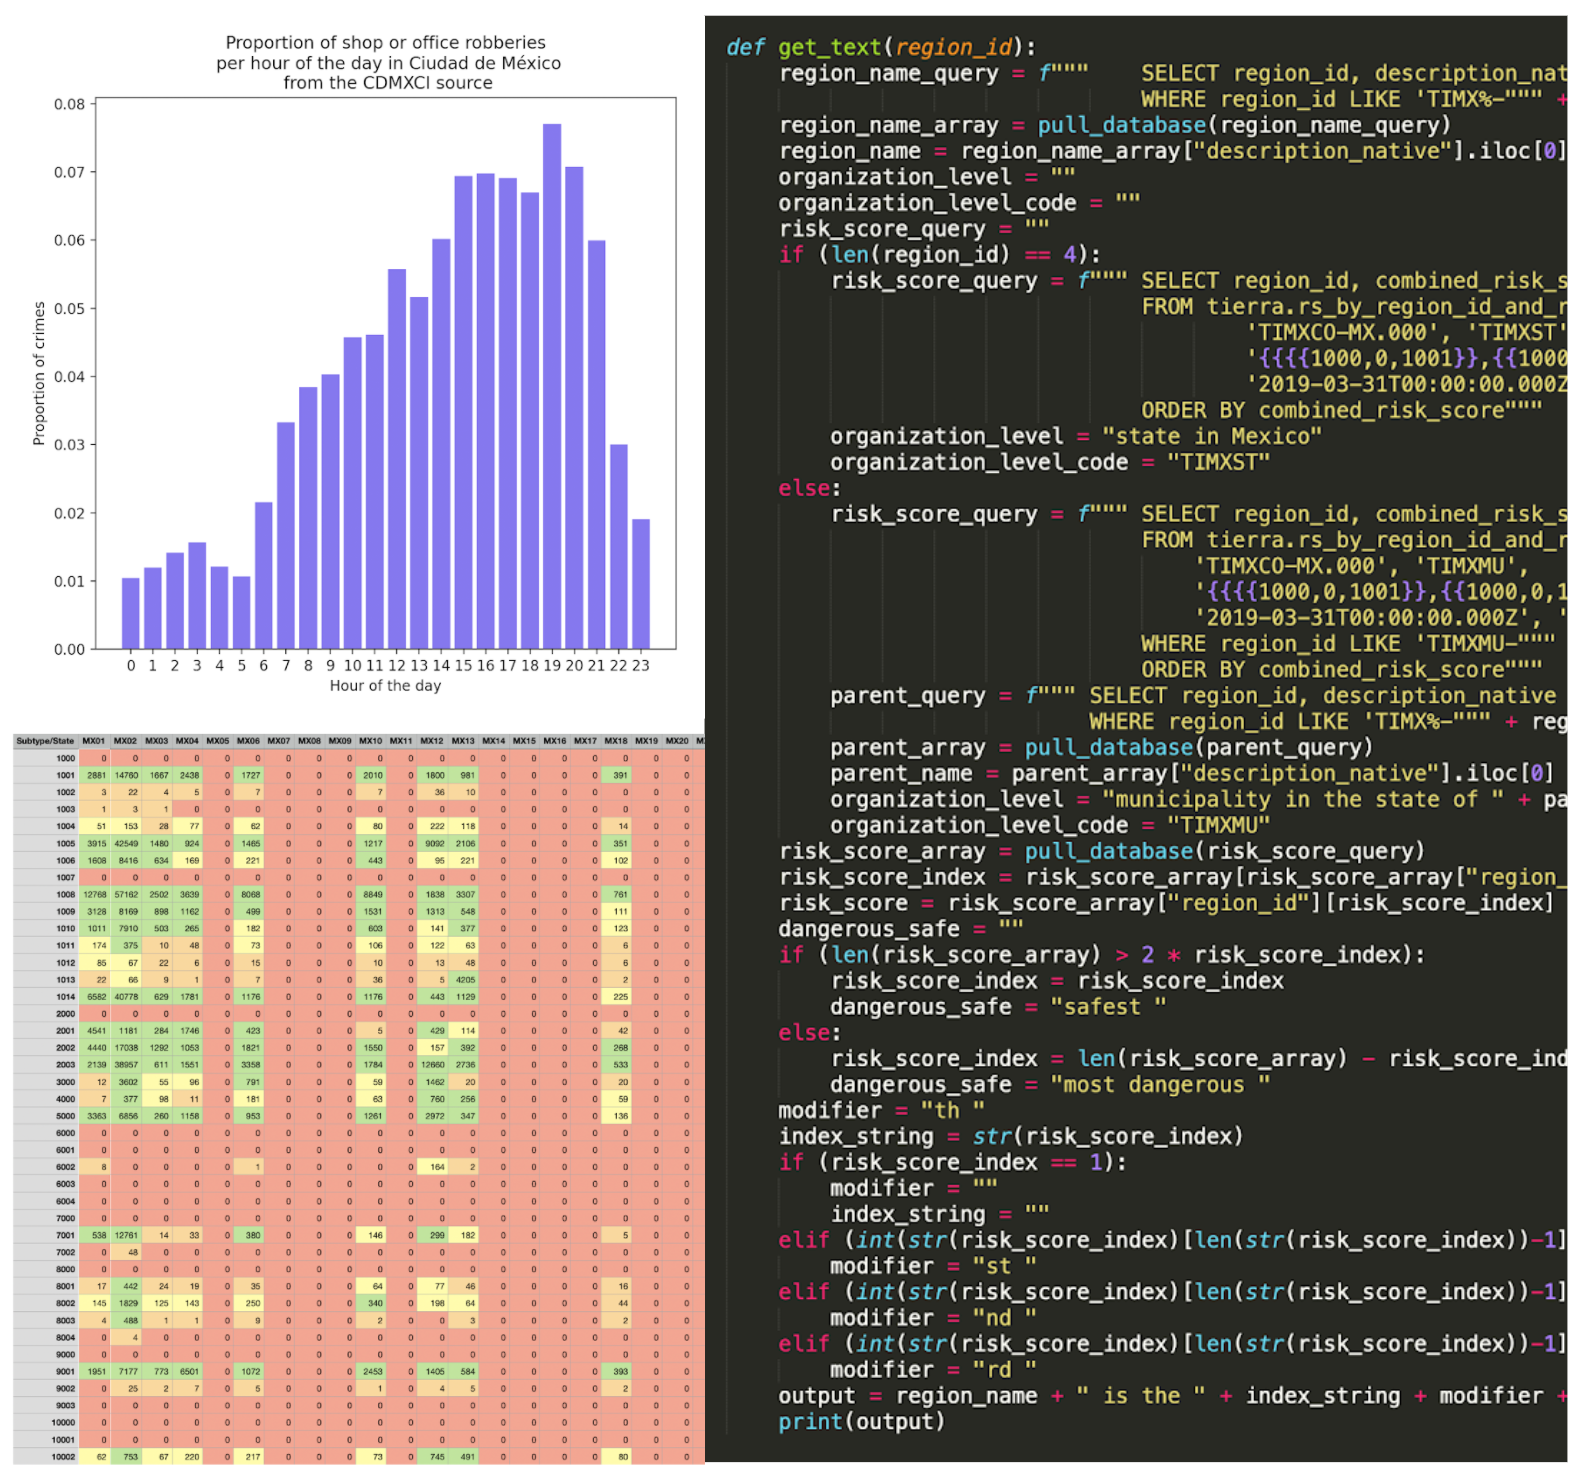 Proportion of shop or office robberies
per hour of the day in Ciudad de México
from the CDMXCI source
Proportion of crimes
0.08
0.07
0.06
0.05
0.04
0.03
0.02
0.01
0.00
0 1 2 3 4 5 6 7 8 9 10 11 12 13 14 15 16 17 18 19 20 21 22 23
Hour of the day
Subtype/State MX01 MX02 MX03 MX04 MX05 MX06 MX07 MX08 MX09 MX10 MX11 MX12 MX13 MX14 MX15 MX16 MX17 MX18 MX19 MX20
1000 0 0 0 0 0 0 0 0 0 0 0 0 0 0 0 0 0 0 0 0
1001 2881 14760 1667 2438 0 1727 0 0 0 2010 0 1800 981 0 0 0 0 391 0 0
1002 3 22 4 5 0 7 0 0 0 7 0 36 10 0 0 0 0 0 0 0
1003 1 3 1 0 0 0 0 0 0 0 0 0 0 0 0 0 0 0 0 0
1004 51 153 28 77 0 62 0 0 0 80 0 222 118 0 0 0 0 14 0 0
1005 3915 42549 1480 924 0 1465 0 0 0 1217 0 9092 2106 0 0 0 0 351 0 0
1006 1608 8416 634 169 0 221 0 0 0 443 0 95 221 0 0 0 0 102 0 0
1007 0 0 0 0 0 0 0 0 0 0 0 0 0 0 0 0 0 0 0 0
1008 12768 57162 2502 3639 0 8068 0 0 0 8849 0 1838 3307 0 0 0 0 761 0 0
1009 3128 8169 898 1162 0 499 0 0 0 1531 0 1313 548 0 0 0 0 111 0 0
1010 1011 7910 503 265 0 182 0 0 0 603 0 141 377 0 0 0 0 123 0 0
1011 174 375 10 48 0 73 0 0 0 106 0 122 63 0 0 0 0 6 0 0
1012 85 67 22 6 0 15 0 0 0 10 0 13 48 0 0 0 0 6 0 0
1013 22 66 9 1 0 7 0 0 0 36 0 5 4205 0 0 0 0 2 0 0
1014 6582 40778 629 1781 0 1176 0 0 0 1176 0 443 1129 0 0 0 0 225 0 0
2000 0 0 0 0 0 0 0 0 0 0 0 0 0 0 0 0 0 0 0 0
2001 4541 1181 284 1746 0 423 0 0 0 5 0 429 114 0 0 0 0 42 0 0
2002 4440 17038 1292 1053 0 1821 0 0 0 1550 0 157 392 0 0 0 0 268 0 0
2003 2139 38957 611 1551 0 3358 0 0 0 1784 0 12660 2736 0 0 0 0 533 0 0
3000 12 3602 55 96 0 791 0 0 0 59 0 1462 20 0 0 0 0 20 0 0
4000 7 377 98 11 0 181 0 0 0 63 0 760 256 0 0 0 0 59 0 0
5000 3363 6856 260 1158 0 953 0 0 0 1261 0 2972 347 0 0 0 0 136 0 0
6000 0 0 0 0 0 0 0 0 0 0 0 0 0 0 0 0 0 0 0 0
6001 0 0 0 0 0 0 0 0 0 0 0 0 0 0 0 0 0 0 0 0
6002 8 0 0 0 0 1 0 0 0 0 0 164 2 0 0 0 0 0 0 0
6003 0 0 0 0 0 0 0 0 0 0 0 0 0 0 0 0 0 0 0 0
6004 0 0 0 0 0 0 0 0 0 0 0 0 0 0 0 0 0 0 0 0
7000 0 0 0 0 0 0 0 0 0 0 0 0 0 0 0 0 0 0 0 0
7001 538 12761 14 33 0 380 0 0 0 146 0 299 182 0 0 0 0 5 0 0
7002 0 48 0 0 0 0 0 0 0 0 0 0 0 0 0 0 0 0 0 0
8000 0 0 0 0 0 0 0 0 0 0 0 0 0 0 0 0 0 0 0 0
8001 17 442 24 19 0 35 0 0 0 64 0 77 46 0 0 0 0 16 0 0
8002 145 1829 125 143 0 250 0 0 0 340 0 198 64 0 0 0 0 44 0 0
8003 4 488 1 1 0 9 0 0 0 2 0 0 3 0 0 0 0 2 0 0
8004 0 4 0 0 0 0 0 0 0 0 0 0 0 0 0 0 0 0 0 0
9000 0 0 0 0 0 0 0 0 0 0 0 0 0 0 0 0 0 0 0 0
9001 1951 7177 773 6501 0 1072 0 0 0 2453 0 1405 584 0 0 0 0 393 0 0
9002 0 25 2 7 0 5 0 0 0 1 0 4 5 0 0 0 0 2 0 0
9003 0 0 0 0 0 0 0 0 0 0 0 0 0 0 0 0 0 0 0 0
10000 0 0 0 0 0 0 0 0 0 0 0 0 0 0 0 0 0 0 0 0
10001 0 0 0 0 0 0 0 0 0 0 0 0 0 0 0 0 0 0 0 0
10002 62 753 67 220 0 217 0 0 0 73 0 745 491 0 0 0 0 80 0 0
def get_text(region_id):
region_name_query = f""" SELECT region_id, description_nat
WHERE region_id LIKE 'TIMX%-""" +
region_name_array = pull_database(region_name_query)
region_name = region_name_array["description_native"].iloc[0]
organization_level = ""
organization_level_code = ""
risk_score_query = ""
if (len(region_id) == 4):
risk_score_query = f""" SELECT region_id, combined_risk_s
FROM tierra.rs_by_region_id_and_r
'TIMXCO-MX.000', 'TIMXST'
'{{{{1000,0,1001}},{{1000
'2019-03-31T00:00:00.000Z
ORDER BY combined_risk_score"""
organization_level = "state in Mexico"
organization_level_code = "TIMXST"
else:
risk_score_query = f""" SELECT region_id, combined_risk_s
FROM tierra.rs_by_region_id_and_r
'TIMXCO-MX.000', 'TIMXMU',
'{{{{1000,0,1001}},{{1000,0,1
'2019-03-31T00:00:00.000Z', '
WHERE region_id LIKE 'TIMXMU-"""
ORDER BY combined_risk_score"""
parent_query = f""" SELECT region_id, description_native
WHERE region_id LIKE 'TIMX%-""" + reg
parent_array = pull_database(parent_query)
parent_name = parent_array["description_native"].iloc[0]
organization_level = "municipality in the state of " + pa
organization_level_code = "TIMXMU"
risk_score_array = pull_database(risk_score_query)
risk_score_index = risk_score_array[risk_score_array["region_
risk_score = risk_score_array["region_id"][risk_score_index]
dangerous_safe = ""
if (len(risk_score_array) > 2 * risk_score_index):
risk_score_index = risk_score_index
dangerous_safe = "safest "
else:
risk_score_index = len(risk_score_array) - risk_score_ind
dangerous_safe = "most dangerous "
modifier = "th "
index_string = str(risk_score_index)
if (risk_score_index == 1):
modifier = ""
index_string = ""
elif (int(str(risk_score_index)[len(str(risk_score_index))-1]
modifier = "st "
elif (int(str(risk_score_index)[len(str(risk_score_index))-1]
modifier = "nd "
elif (int(str(risk_score_index)[len(str(risk_score_index))-1]
modifier = "rd "
output = region_name + " is the " + index_string + modifier +
print(output)